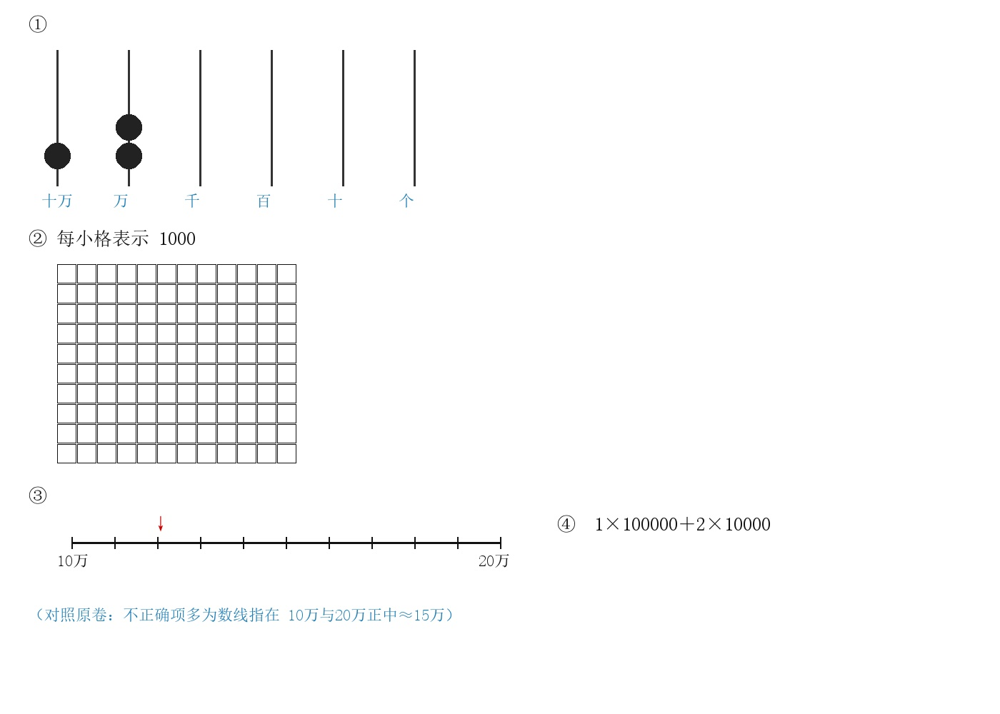 ①
十万 万 千 百 十 个
② 每小格表示 1000
③
↓
10万 20万
④ 1×100000＋2×10000
（对照原卷：不正确项多为数线指在 10万与20万正中≈15万）